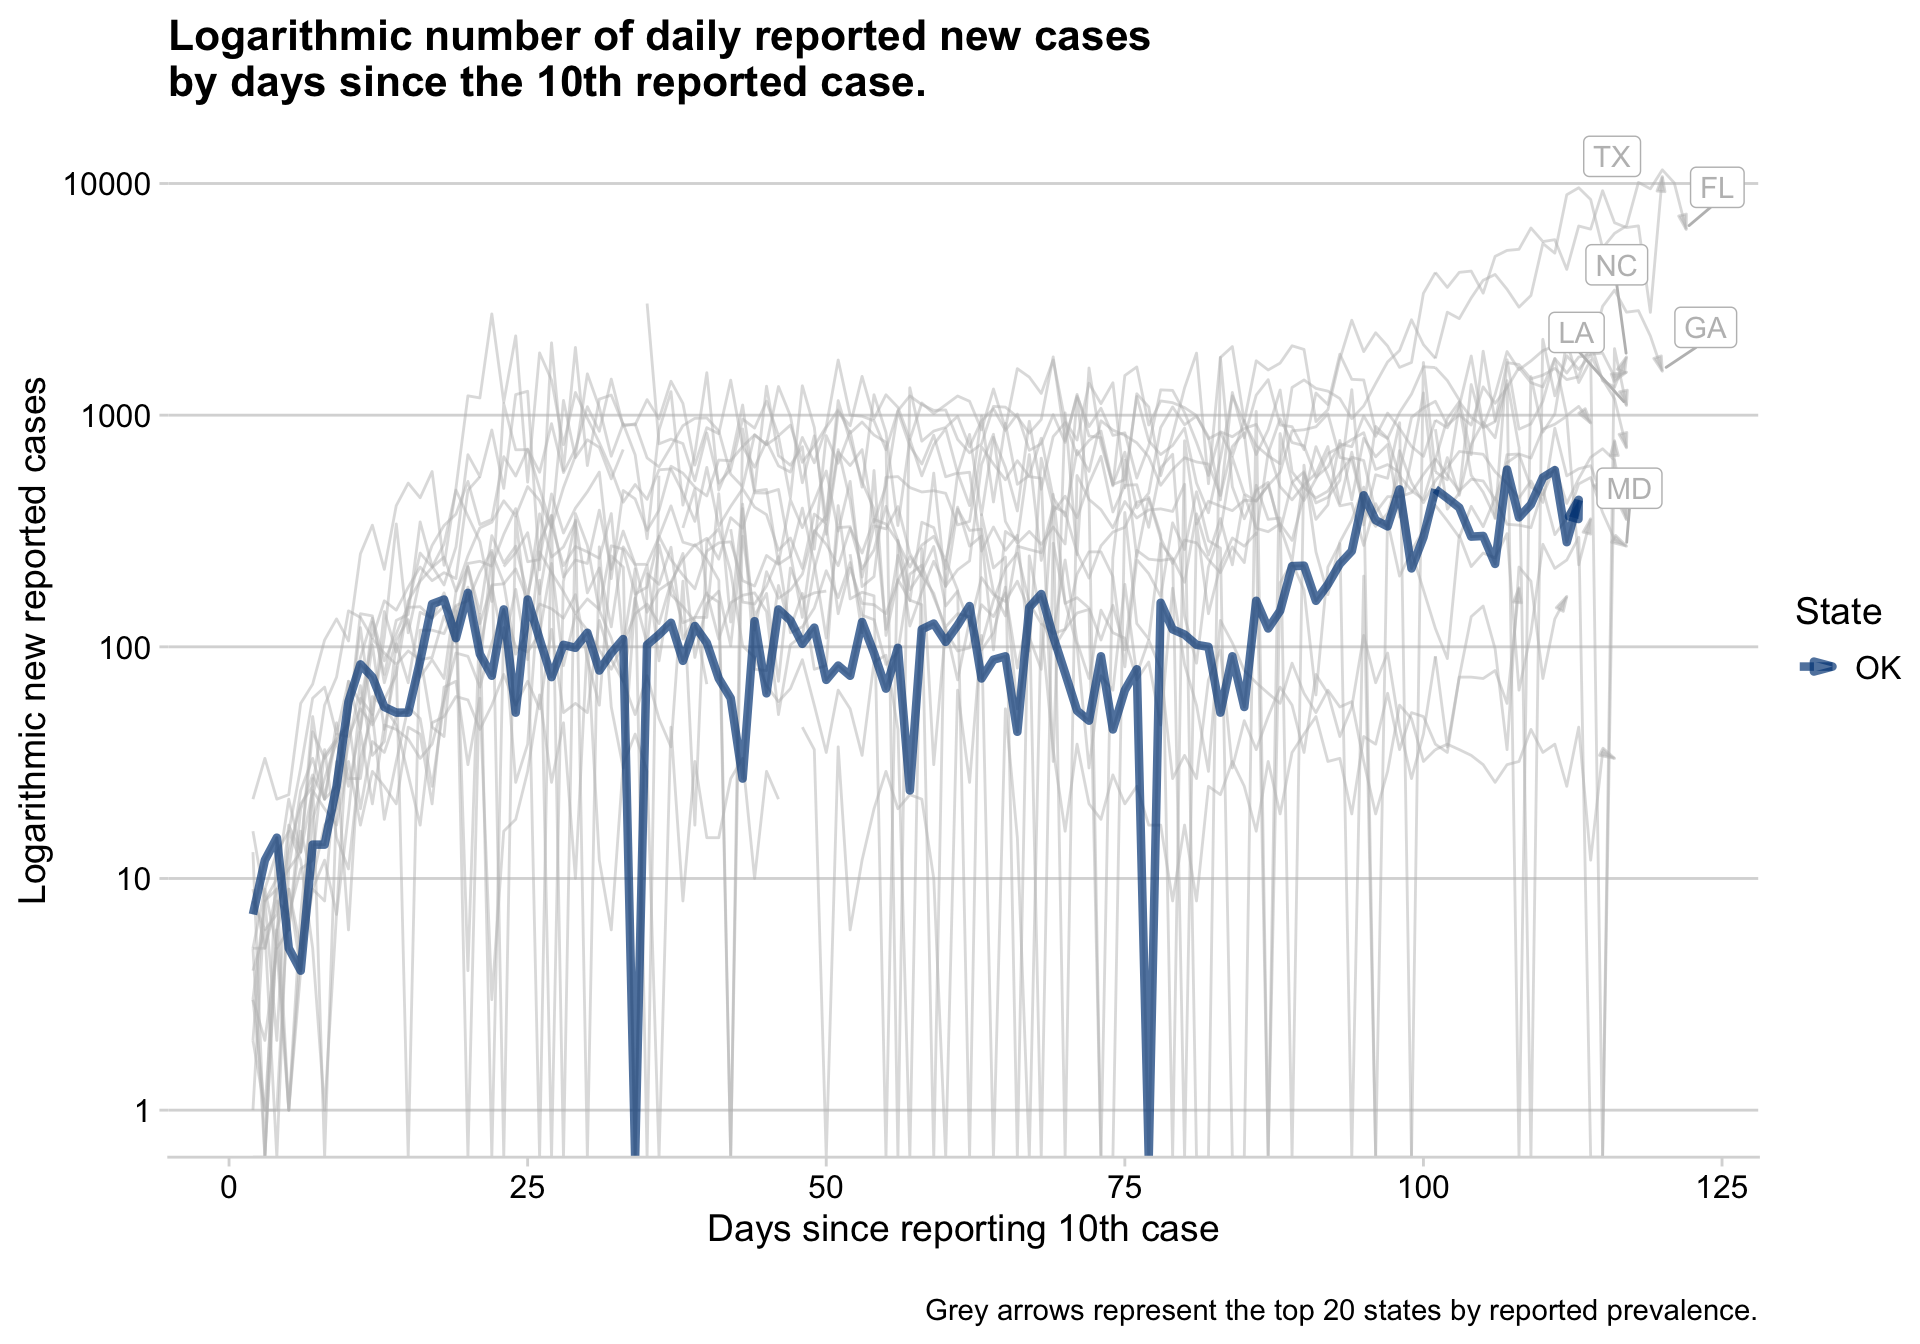 Logarithmic number of daily reported new cases
by days since the 10th reported case.
Logarithmic new reported cases
10000
1000
100
10
1
TX
FL
NC
GA
LA
MD
State
OK
0
25
50
75
100
125
Days since reporting 10th case
Grey arrows represent the top 20 states by reported prevalence.